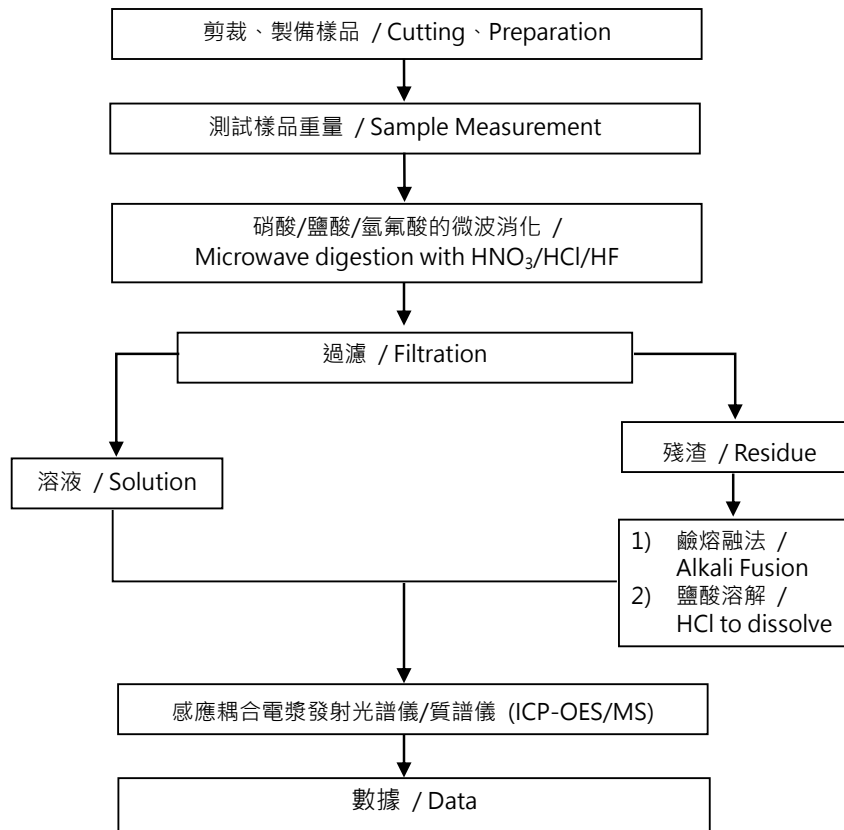 剪裁、製備樣品 / Cutting、Preparation
測試樣品重量 / Sample Measurement
硝酸/鹽酸/氫氟酸的微波消化 /
Microwave digestion with HNO₃/HCl/HF
過濾 / Filtration
溶液 / Solution
殘渣 / Residue
1) 鹼熔融法 /
Alkali Fusion
2) 鹽酸溶解 /
HCl to dissolve
感應耦合電漿發射光譜儀/質譜儀 (ICP-OES/MS)
數據 / Data